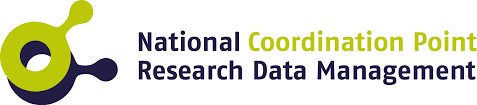 National Coordination Point
Research Data Management